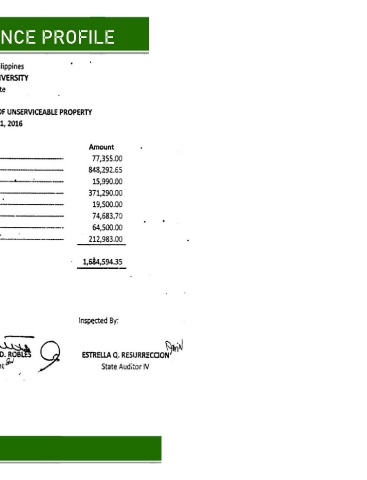 NCE PROFILE
ilippines
IVERSITY
te
OF UNSERVICEABLE PROPERTY
1, 2016
Amount
77,355.00
848,292.65
15,990.00
371,290.00
19,500.00
74,683.70
64,500.00
212,983.00
1,684,594.35
Inspected By:
D. ROBLES
ESTRELLA Q. RESURRECCION
State Auditor IV